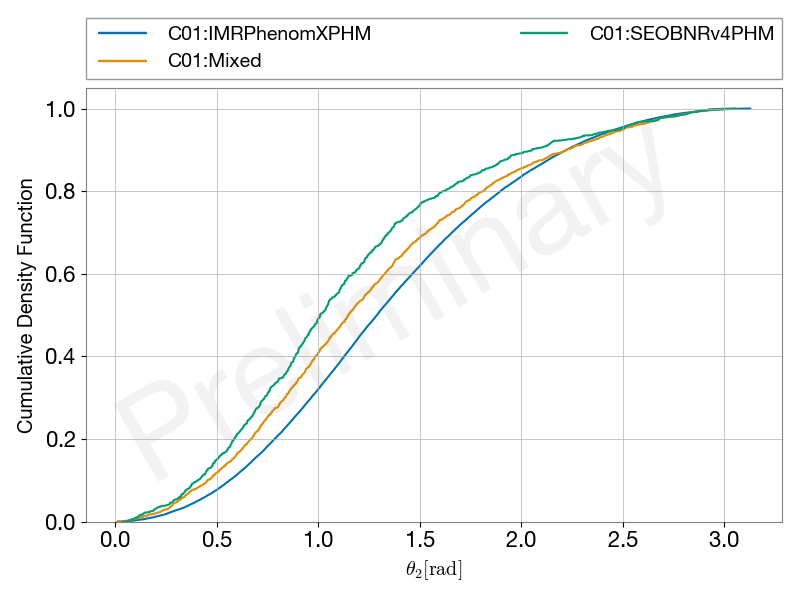 C01:IMRPhenomXPHM
C01:Mixed
C01:SEOBNRv4PHM
1.0
0.8
0.6
0.4
0.2
0.0
Cumulative Density Function
Preliminary
0.0 0.5 1.0 1.5 2.0 2.5 3.0
θ₂[rad]